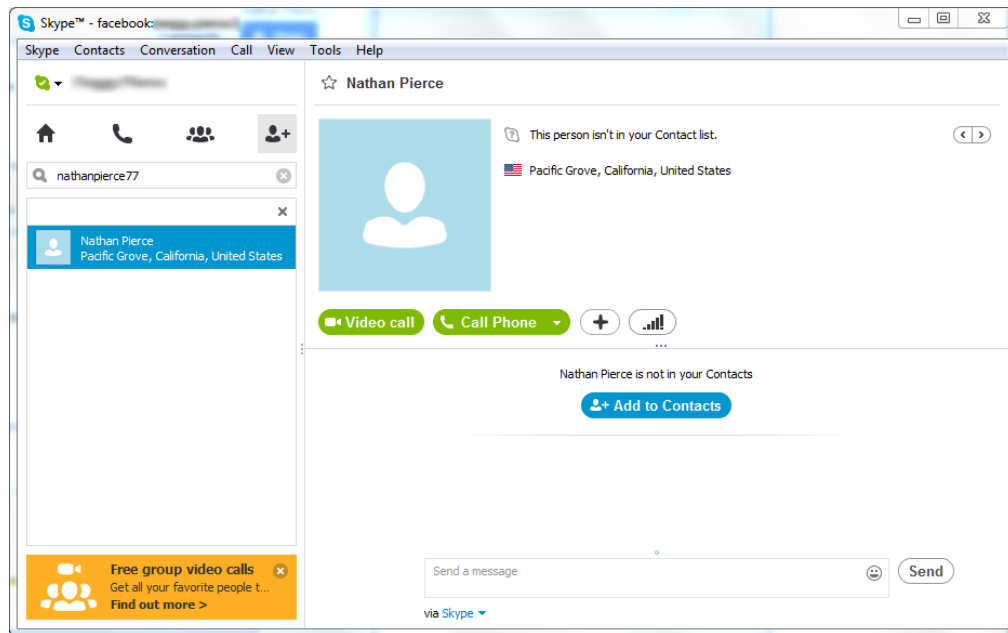 Skype™ - facebook:
Skype Contacts Conversation Call View Tools Help
Nathan Pierce
This person isn't in your Contact list.
Pacific Grove, California, United States
nathanpierce77
Nathan Pierce
Pacific Grove, California, United States
Video call
Call Phone
Nathan Pierce is not in your Contacts
Add to Contacts
Free group video calls
Get all your favorite people t...
Find out more >
Send a message
Send
via Skype